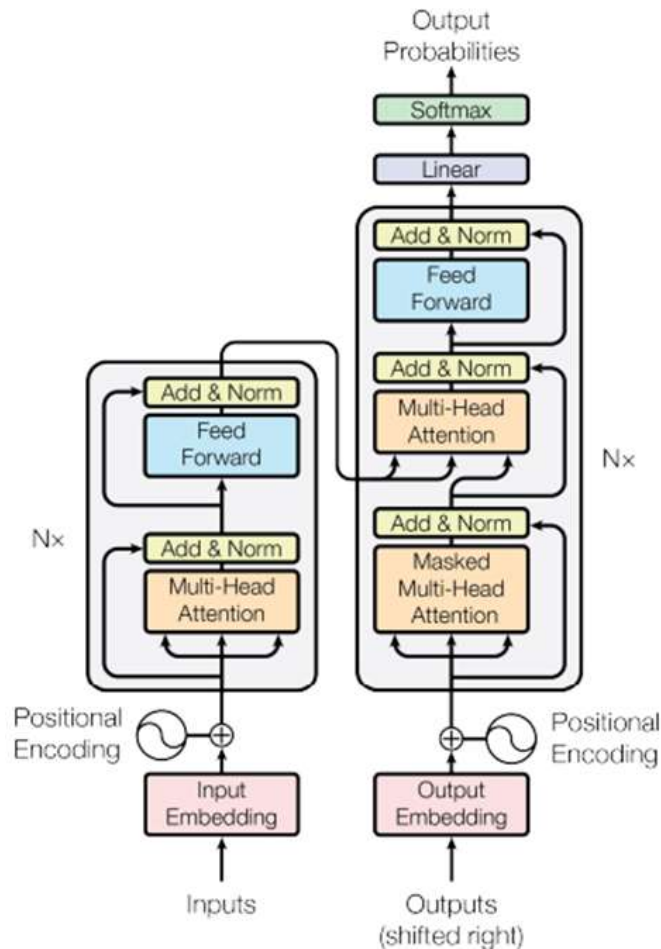 Output
Probabilities
Softmax
Linear
Add & Norm
Feed
Forward
Add & Norm
Multi-Head
Attention
Add & Norm
Masked
Multi-Head
Attention
Nx
Add & Norm
Feed
Forward
Add & Norm
Multi-Head
Attention
Nx
Positional
Encoding
Positional
Encoding
Input
Embedding
Output
Embedding
Inputs
Outputs
(shifted right)